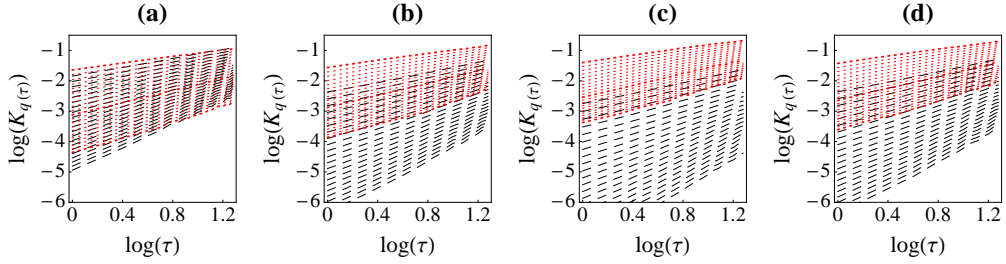 (a) (b) (c) (d)
log(K_q(τ)) log(K_q(τ)) log(K_q(τ)) log(K_q(τ))
−1 −1 −1 −1
−2 −2 −2 −2
−3 −3 −3 −3
−4 −4 −4 −4
−5 −5 −5 −5
−6 −6 −6 −6
0 0.4 0.8 1.2 0 0.4 0.8 1.2 0 0.4 0.8 1.2 0 0.4 0.8 1.2
log(τ) log(τ) log(τ) log(τ)